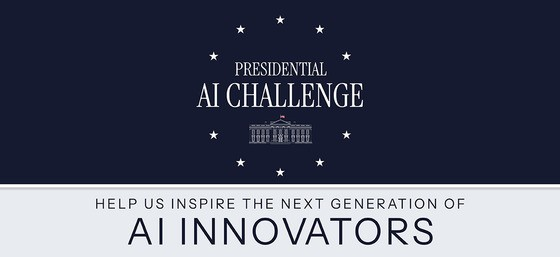 PRESIDENTIAL
AI CHALLENGE
HELP US INSPIRE THE NEXT GENERATION OF
AI INNOVATORS